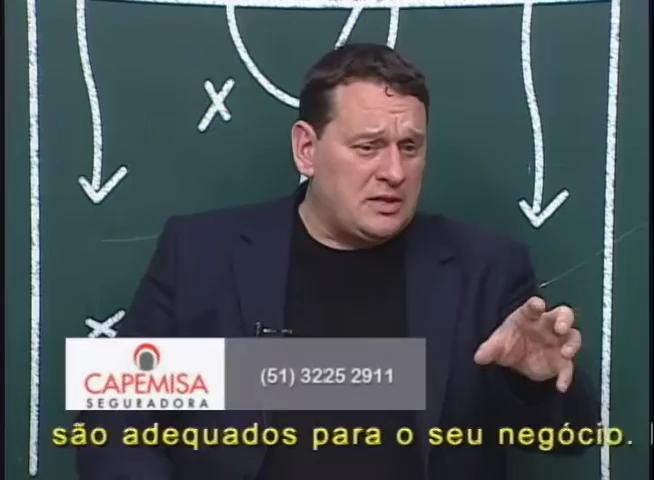 CAPEMISA
SEGURADORA
(51) 3225 2911
são adequados para o seu negócio.